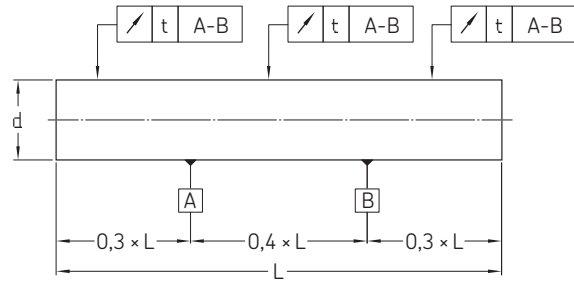 t A-B t A-B t A-B
d
A B
0,3 × L 0,4 × L 0,3 × L
L